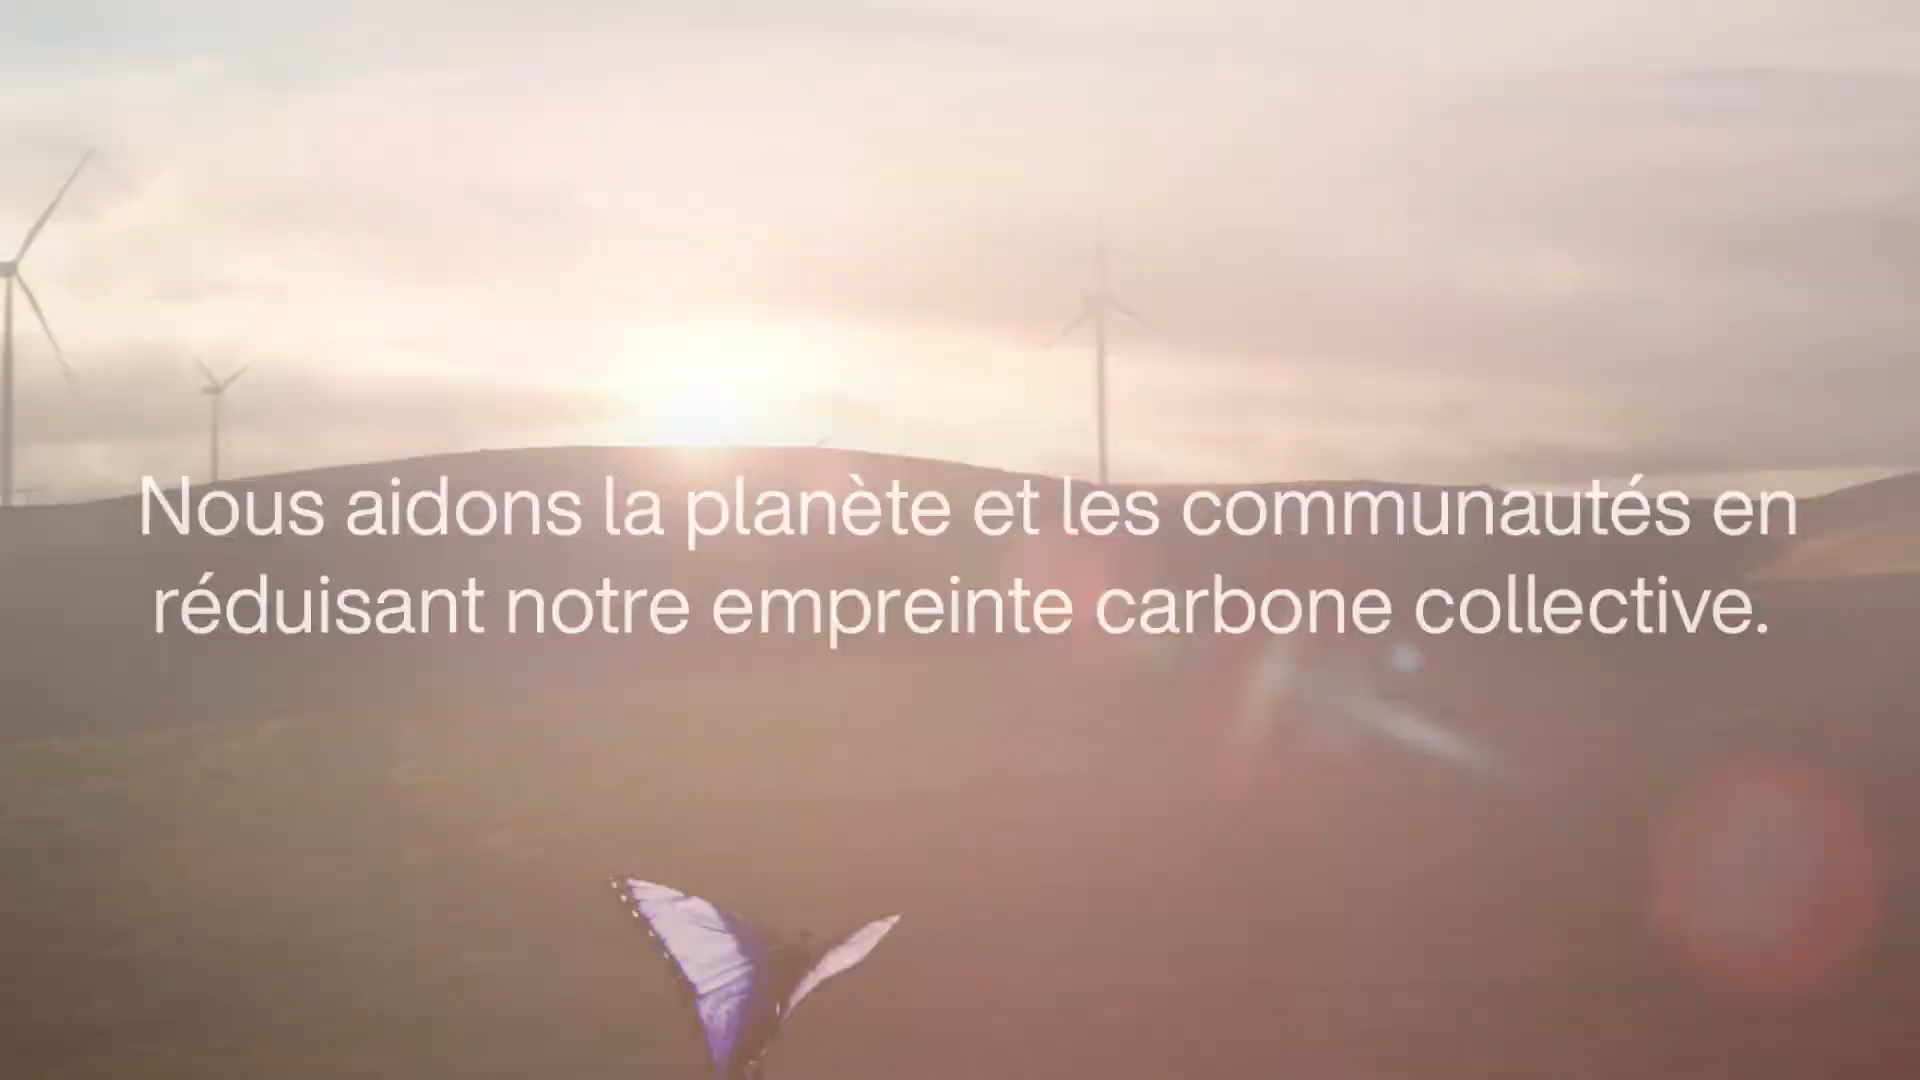 Nous aidons la planète et les communautés en
réduisant notre empreinte carbone collective.